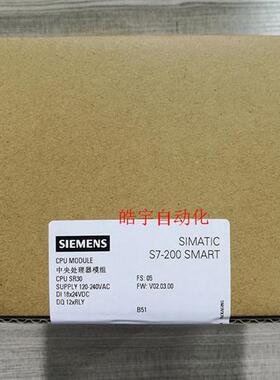 皓宇自动化
SIEMENS
SIMATIC
S7-200 SMART
CPU MODULE
中央处理器模组
CPU SR30
FS: 05
SUPPLY 120-240VAC
FW: V02.03.00
DI 18x24VDC
DQ 12xRLY
B51